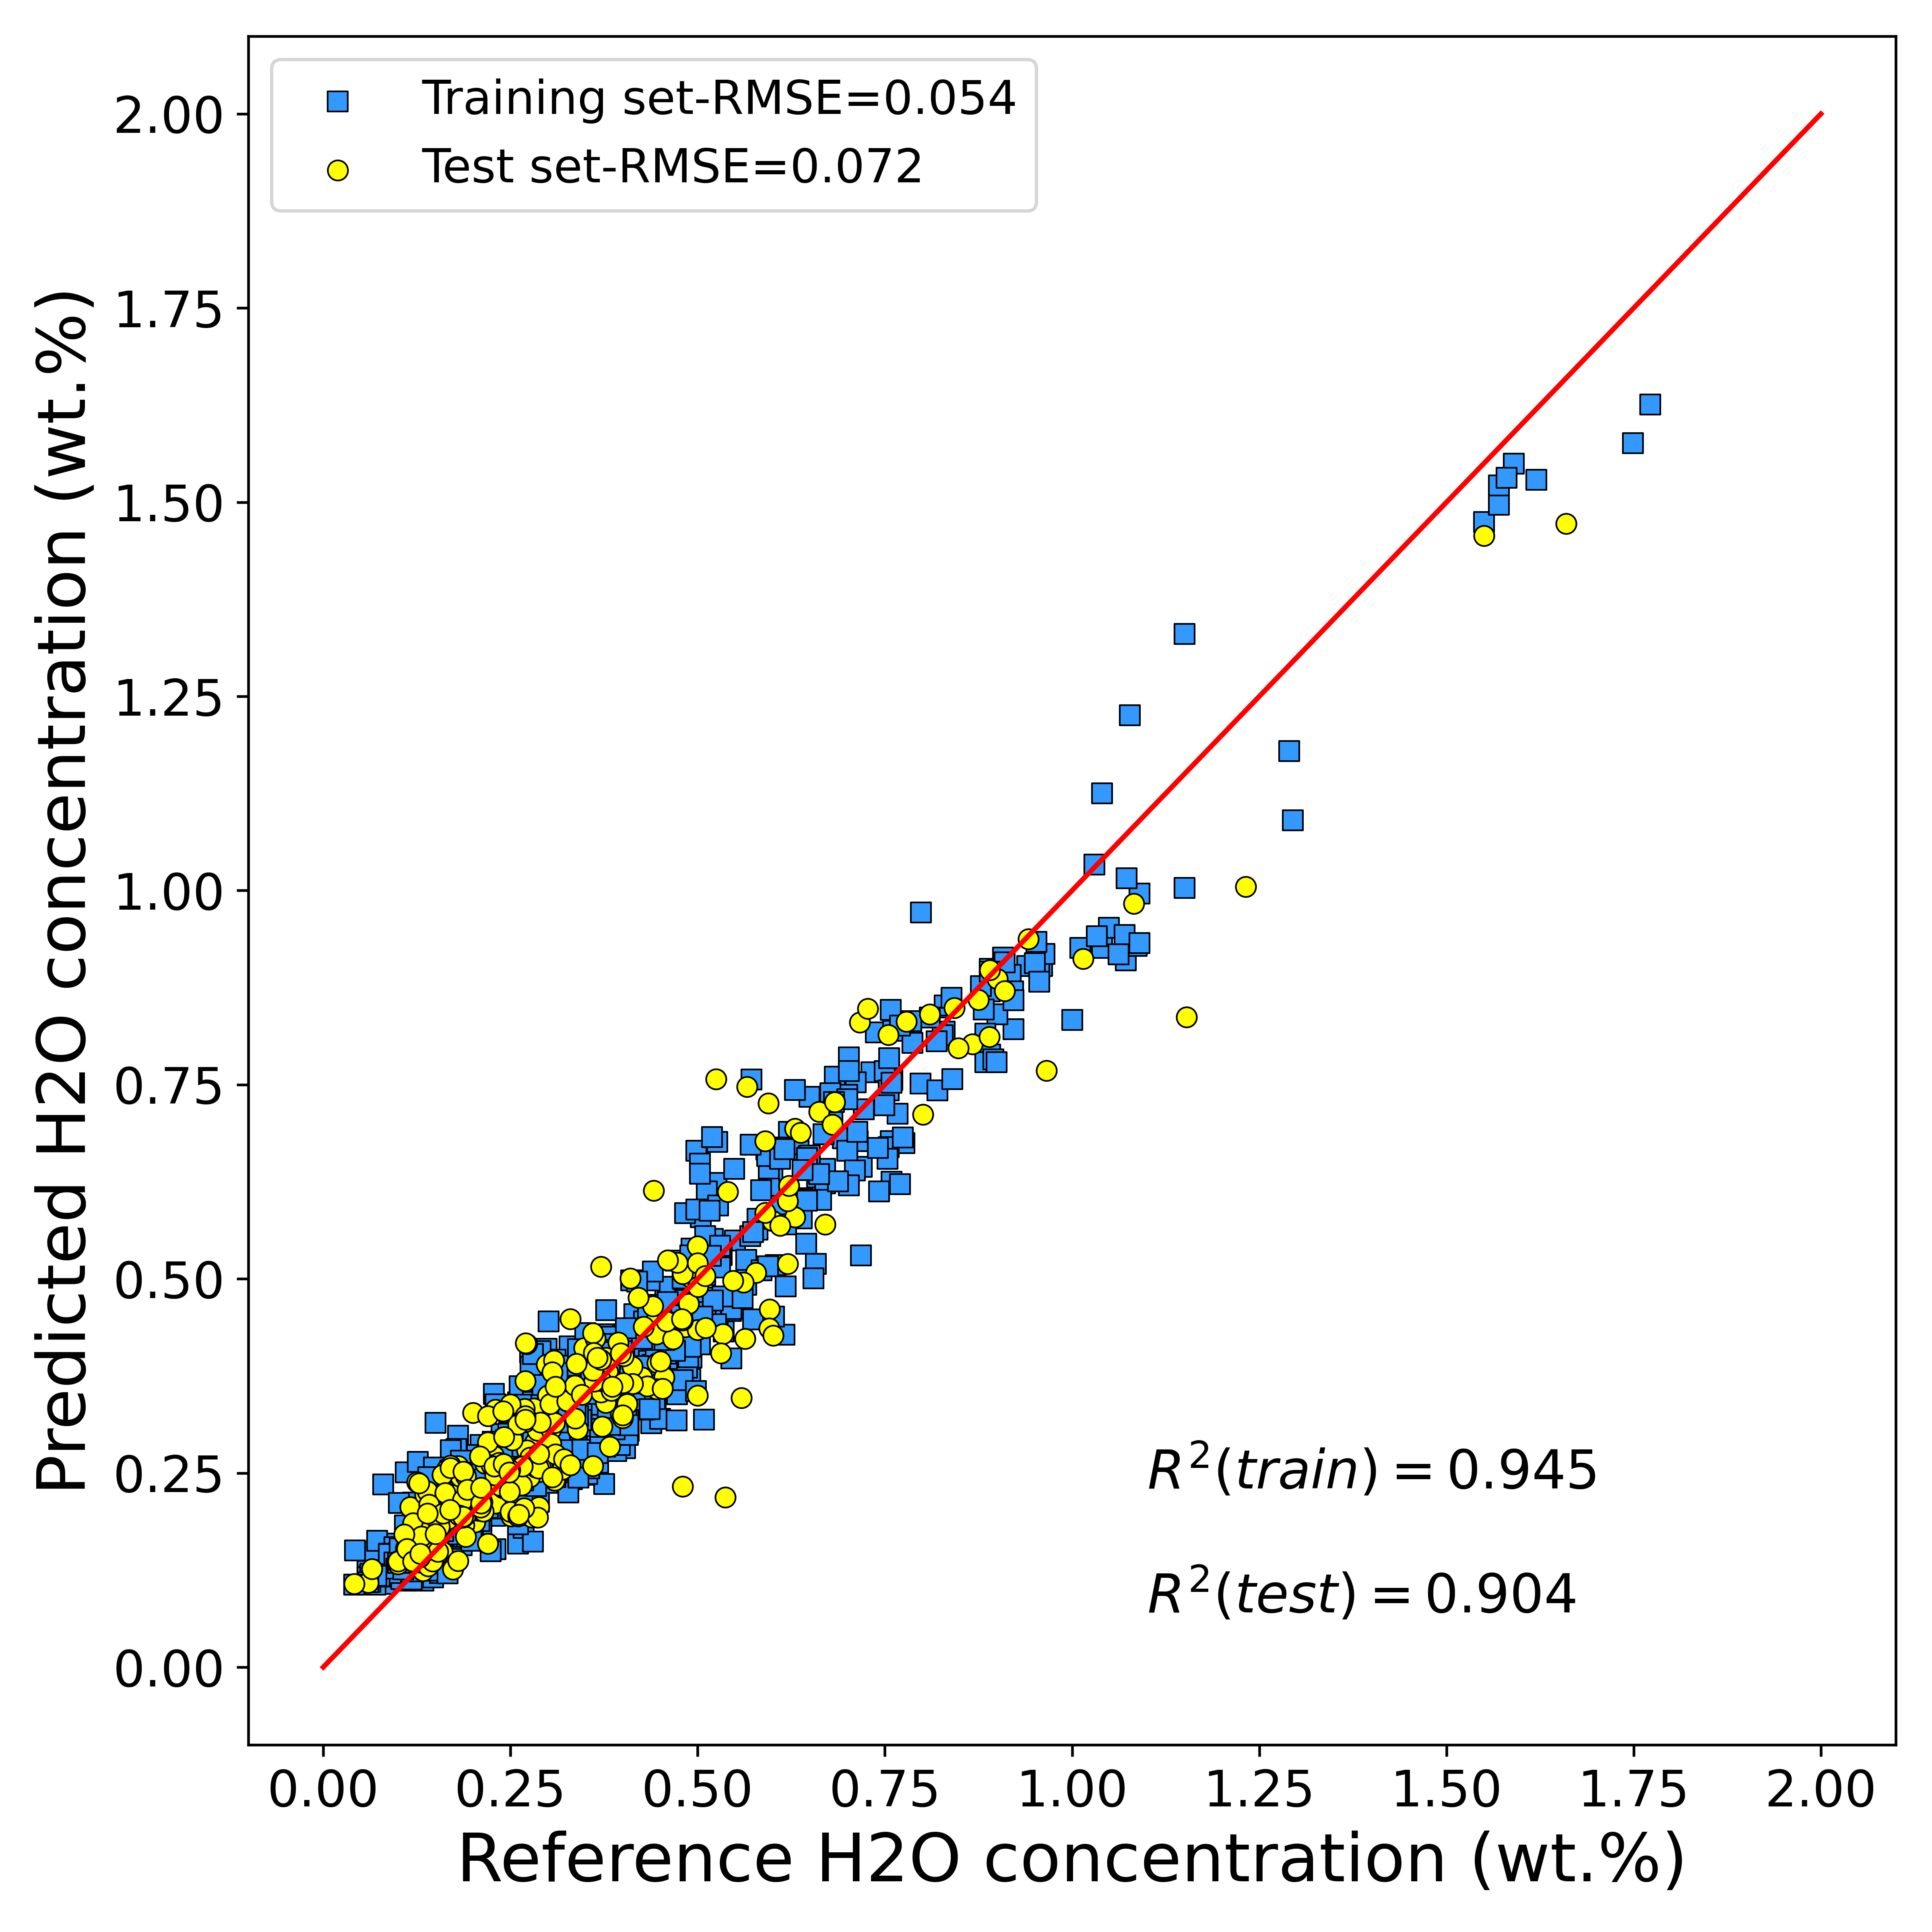 Training set-RMSE=0.054
Test set-RMSE=0.072
2.00
1.75
1.50
1.25
1.00
0.75
0.50
0.25
0.00
Predicted H2O concentration (wt.%)
R²(train) = 0.945
R²(test) = 0.904
0.00 0.25 0.50 0.75 1.00 1.25 1.50 1.75 2.00
Reference H2O concentration (wt.%)